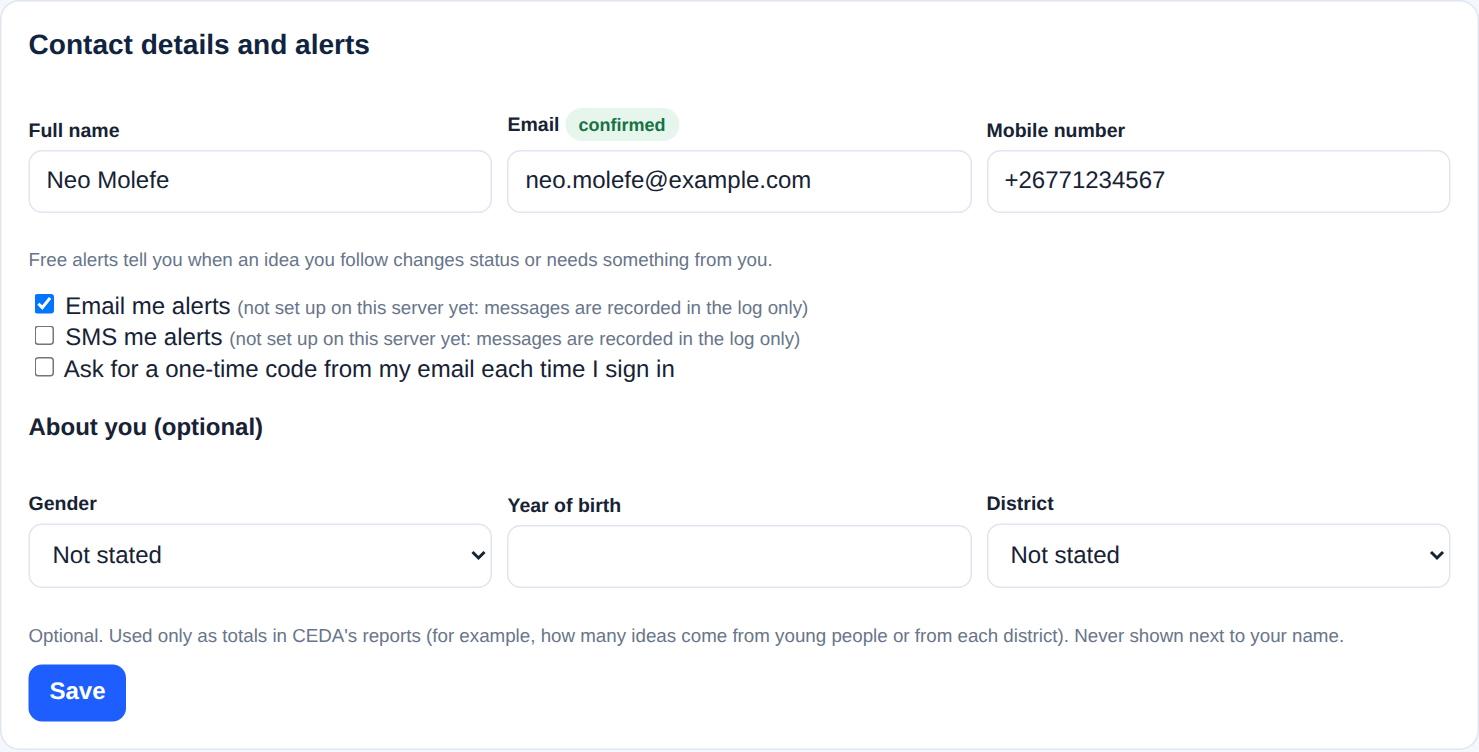 Contact details and alerts
Full name
Email confirmed
Mobile number
Neo Molefe
neo.molefe@example.com
+26771234567
Free alerts tell you when an idea you follow changes status or needs something from you.
Email me alerts (not set up on this server yet: messages are recorded in the log only)
SMS me alerts (not set up on this server yet: messages are recorded in the log only)
Ask for a one-time code from my email each time I sign in
About you (optional)
Gender
Year of birth
District
Not stated
Not stated
Optional. Used only as totals in CEDA's reports (for example, how many ideas come from young people or from each district). Never shown next to your name.
Save